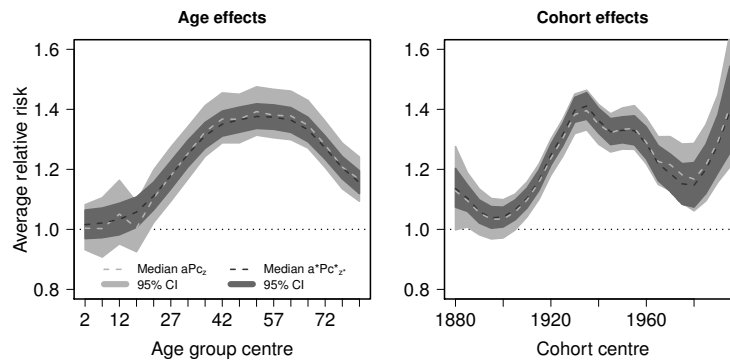 Age effects
Cohort effects
Average relative risk
1.6
1.4
1.2
1.0
0.8
1.6
1.4
1.2
1.0
0.8
Median aPcz
Median a*Pc*z*
95% CI
95% CI
2
12
27
42
57
72
1880
1920
1960
Age group centre
Cohort centre